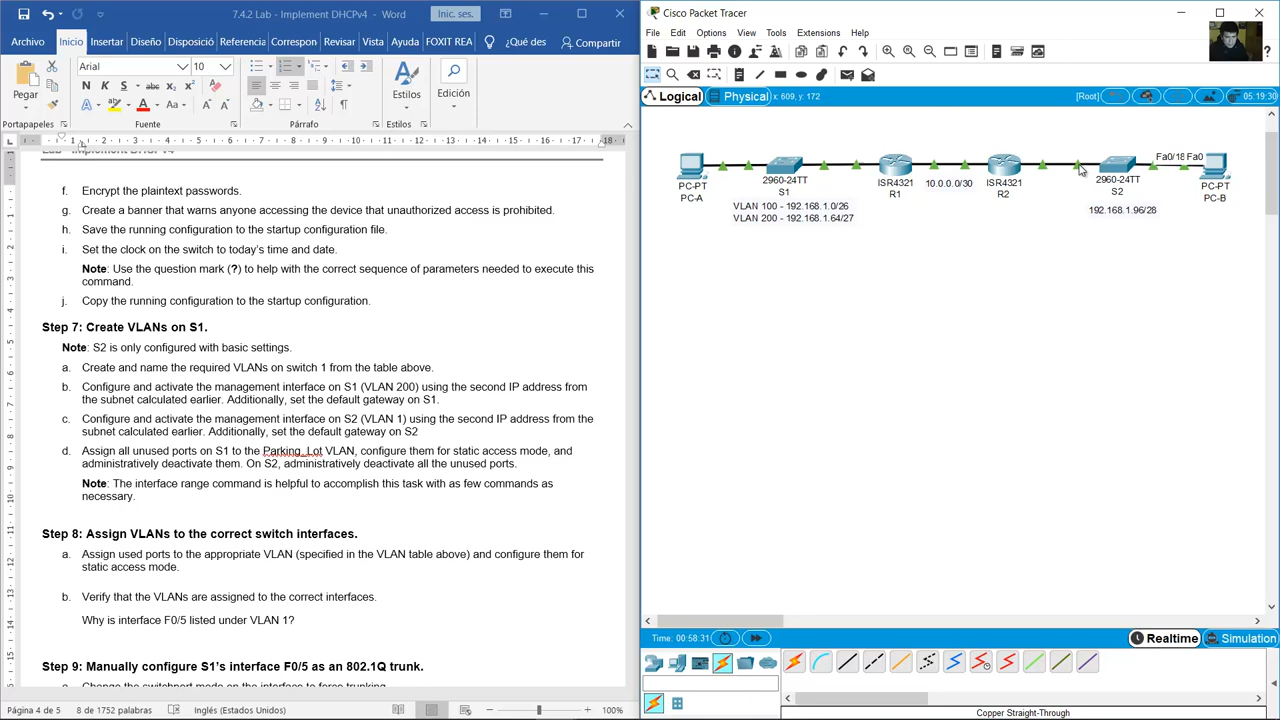 7.4.2 Lab - Implement DHCPv4 - Word
Inic. ses.
Archivo Inicio Insertar Diseño Disposició Referencia Correspon Revisar Vista Ayuda FOXIT REA ¿Qué des Compartir
Pegar
Arial 10
N K S
Estilos Edición
Portapapeles Fuente Párrafo Estilos
f. Encrypt the plaintext passwords.
g. Create a banner that warns anyone accessing the device that unauthorized access is prohibited.
h. Save the running configuration to the startup configuration file.
i. Set the clock on the switch to today's time and date.
Note: Use the question mark (?) to help with the correct sequence of parameters needed to execute this
command.
j. Copy the running configuration to the startup configuration.
Step 7: Create VLANs on S1.
Note: S2 is only configured with basic settings.
a. Create and name the required VLANs on switch 1 from the table above.
b. Configure and activate the management interface on S1 (VLAN 200) using the second IP address from
the subnet calculated earlier. Additionally, set the default gateway on S1.
c. Configure and activate the management interface on S2 (VLAN 1) using the second IP address from the
subnet calculated earlier. Additionally, set the default gateway on S2
d. Assign all unused ports on S1 to the Parking_Lot VLAN, configure them for static access mode, and
administratively deactivate them. On S2, administratively deactivate all the unused ports.
Note: The interface range command is helpful to accomplish this task with as few commands as
necessary.
Step 8: Assign VLANs to the correct switch interfaces.
a. Assign used ports to the appropriate VLAN (specified in the VLAN table above) and configure them for
static access mode.
b. Verify that the VLANs are assigned to the correct interfaces.
Why is interface F0/5 listed under VLAN 1?
Step 9: Manually configure S1's interface F0/5 as an 802.1Q trunk.
Página 4 de 5 8 de 1752 palabras Inglés (Estados Unidos) 100%
Cisco Packet Tracer
File Edit Options View Tools Extensions Help
Logical Physical x: 609, y: 172 [Root] 05:19:30
PC-PT
PC-A
2960-24TT
S1
VLAN 100 - 192.168.1.0/26
VLAN 200 - 192.168.1.64/27
ISR4321
R1
10.0.0.0/30
ISR4321
R2
2960-24TT
S2
192.168.1.96/28
Fa0/18 Fa0
PC-PT
PC-B
Time: 00:58:31 Realtime Simulation
Copper Straight-Through